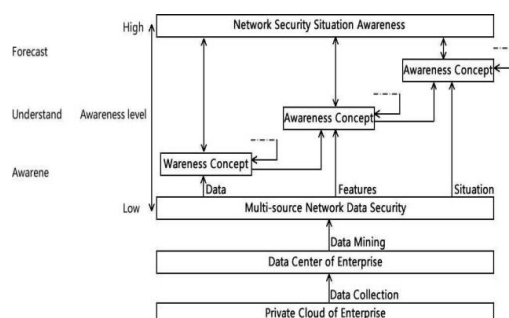 High
Network Security Situation Awareness
Forecast
Awareness Concept
Understand
Awareness level
Awareness Concept
Awarene
Wareness Concept
Data
Features
Situation
Low
Multi-source Network Data Security
Data Mining
Data Center of Enterprise
Data Collection
Private Cloud of Enterprise